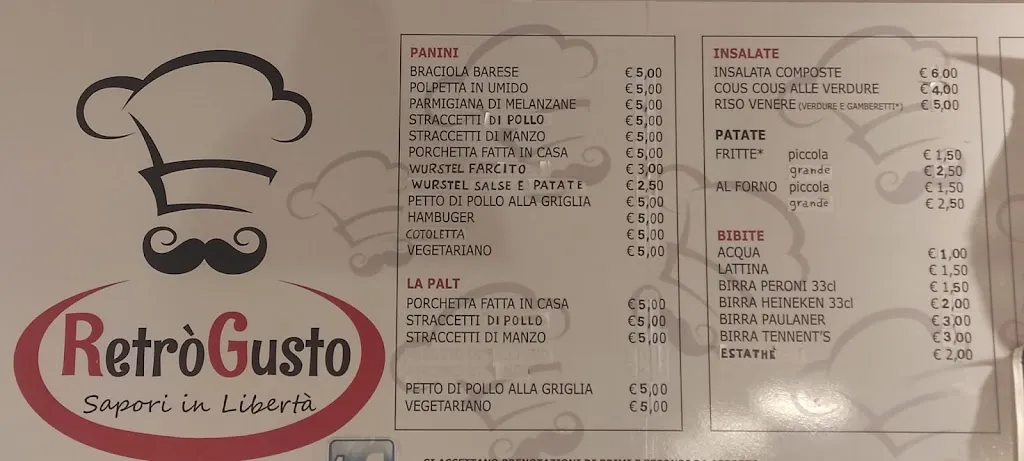 RetròGusto
Sapori in Libertà
PANINI
BRACIOLA BARESE € 5,00
POLPETTA IN UMIDO € 5,00
PARMIGIANA DI MELANZANE € 5,00
STRACCETTI DI POLLO € 5,00
STRACCETTI DI MANZO € 5,00
PORCHETTA FATTA IN CASA € 5,00
WURSTEL FARCITO € 3,00
WURSTEL SALSE E PATATE € 2,50
PETTO DI POLLO ALLA GRIGLIA € 5,00
HAMBUGER € 5,00
COTOLETTA € 5,00
VEGETARIANO € 5,00
LA PALT
PORCHETTA FATTA IN CASA € 5,00
STRACCETTI DI POLLO € 5,00
STRACCETTI DI MANZO € 5,00
PETTO DI POLLO ALLA GRIGLIA € 5,00
VEGETARIANO € 5,00
INSALATE
INSALATA COMPOSTE € 6,00
COUS COUS ALLE VERDURE € 4,00
RISO VENERE (VERDURE E GAMBERETTI*) € 5,00
PATATE
FRITTE* piccola € 1,50
grande € 2,50
AL FORNO piccola € 1,50
grande € 2,50
BIBITE
ACQUA € 1,00
LATTINA € 1,50
BIRRA PERONI 33cl € 1,50
BIRRA HEINEKEN 33cl € 2,00
BIRRA PAULANER € 3,00
BIRRA TENNENT'S € 3,00
ESTATHÈ € 2,00